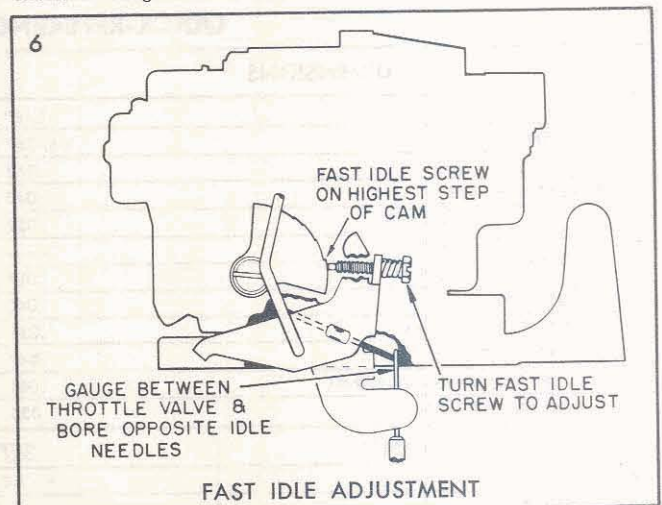 6
FAST IDLE SCREW
ON HIGHEST STEP
OF CAM
GAUGE BETWEEN
THROTTLE VALVE &
BORE OPPOSITE IDLE
NEEDLES
TURN FAST IDLE
SCREW TO ADJUST
FAST IDLE ADJUSTMENT